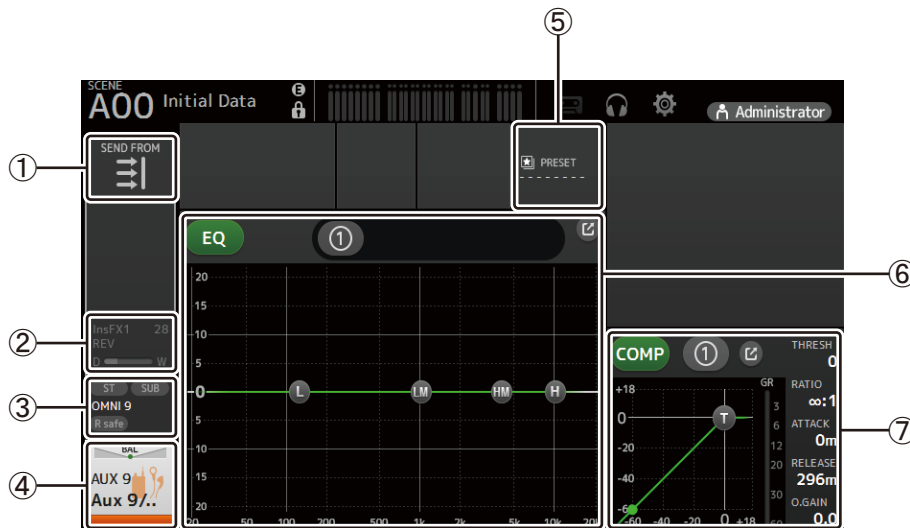 ⑤
SCENE
A00 Initial Data
E
Administrator
①
SEND FROM
PRESET
--------
EQ
①
⑥
20
15
10
5
0
5
10
15
20
L
LM
HM
H
20
50
100
200
500
1k
2k
5k
10k
20k
②
InsFX1 28
REV
D W
③
ST SUB
OMNI 9
R safe
④
BAL
AUX 9
Aux 9/..
COMP
①
THRESH
0
+18
0
-20
-40
-60
T
GR
3
6
12
20
30
60
-60
-40
-20
0
+18
RATIO
∞:1
ATTACK
0m
RELEASE
296m
O.GAIN
0.0
⑦